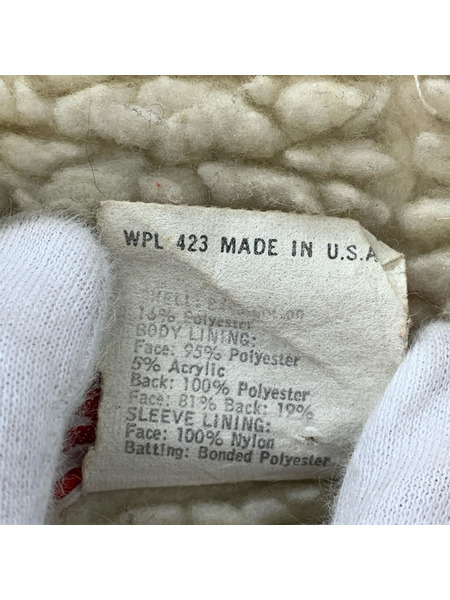 WPL 423 MADE IN U.S.A
Polyester
BODY LINING:
Face: 95% Polyester
5% Acrylic
Back: 100% Polyester
Face: 81% Back: 19%
SLEEVE LINING:
Face: 100% Nylon
Batting: Bonded Polyester